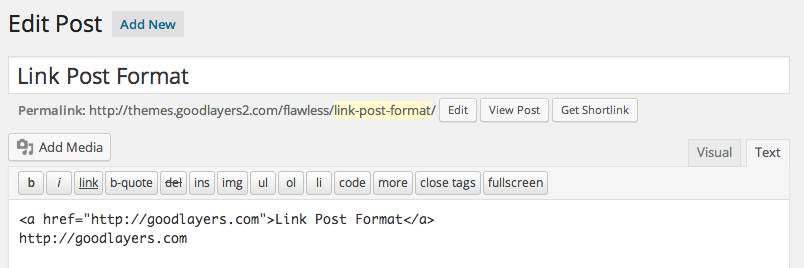 Edit Post Add New
Link Post Format
Permalink: http://themes.goodlayers2.com/flawless/link-post-format/ Edit View Post Get Shortlink
Add Media Visual Text
b i link b-quote del ins img ul ol li code more close tags fullscreen
<a href="http://goodlayers.com">Link Post Format</a>
http://goodlayers.com